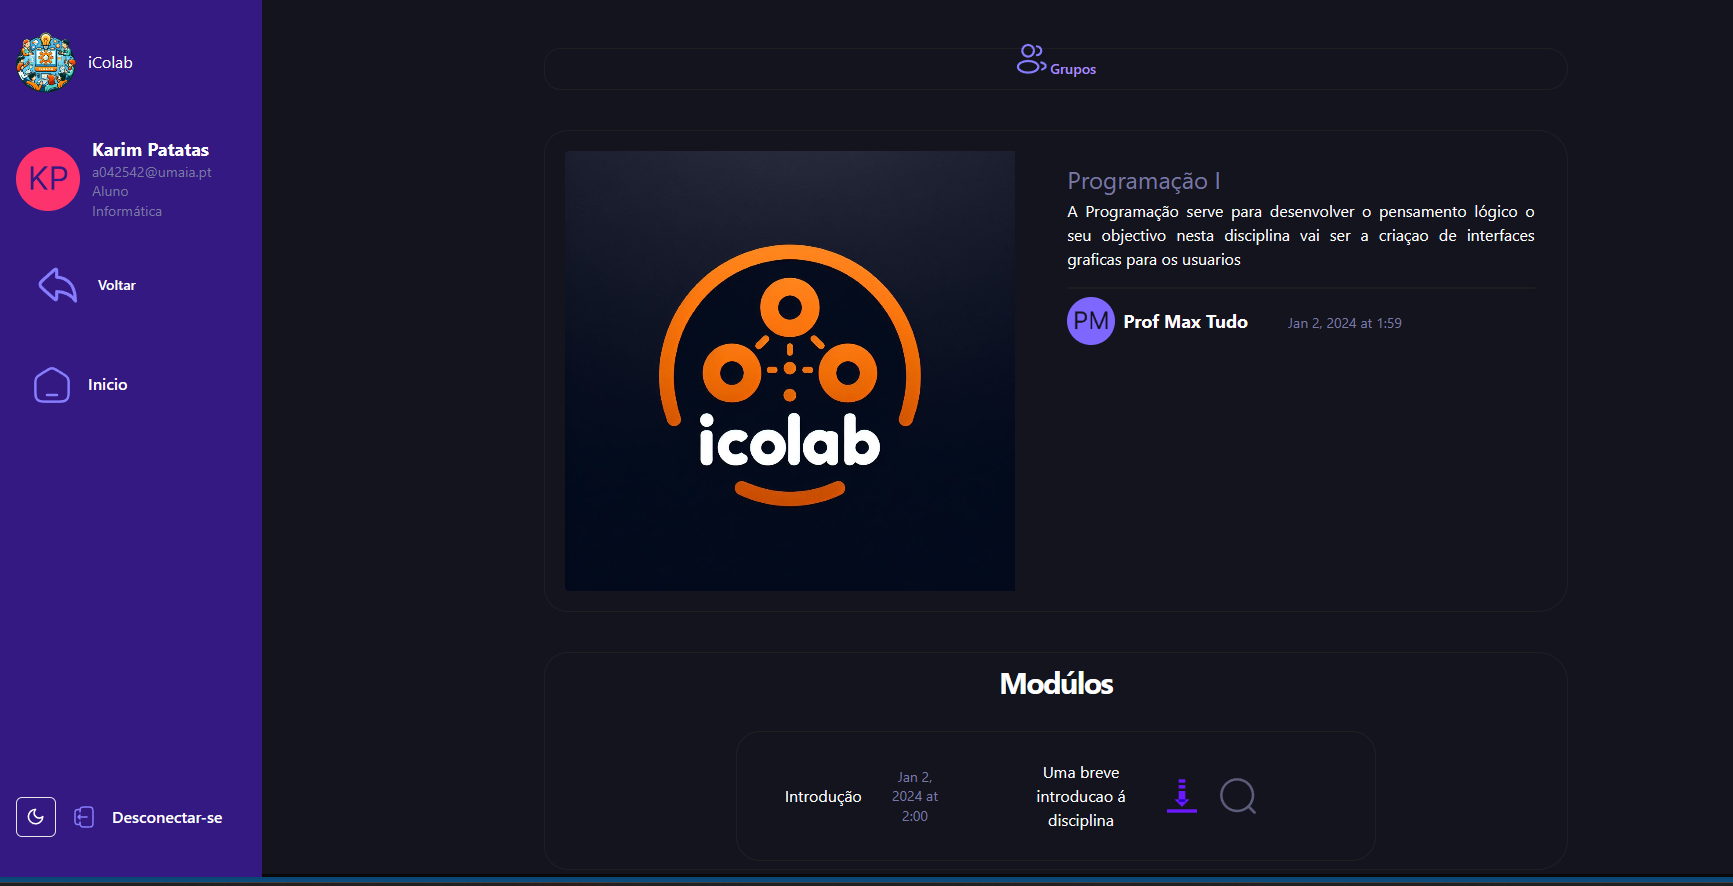 iColab
KP
Karim Patatas
a042542@umaia.pt
Aluno
Informática
Voltar
Inicio
Desconectar-se
Grupos
icolab
Programação I
A Programação serve para desenvolver o pensamento lógico o
seu objectivo nesta disciplina vai ser a criaçao de interfaces
graficas para os usuarios
PM
Prof Max Tudo
Jan 2, 2024 at 1:59
Modúlos
Introdução
Jan 2,
2024 at
2:00
Uma breve
introducao á
disciplina